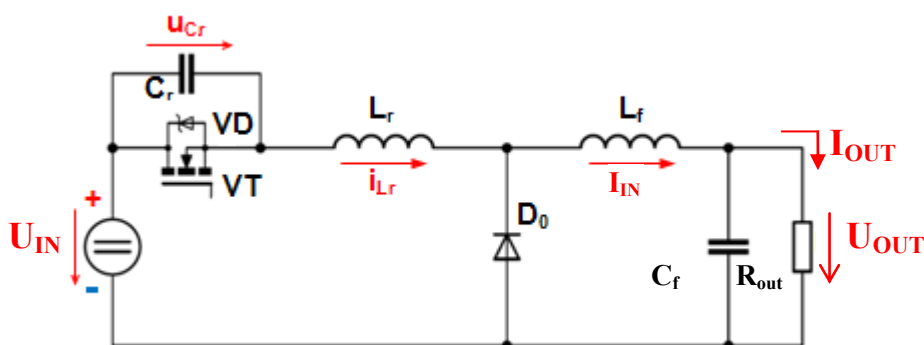 u_Cr
C_r
VD
VT
L_r
i_Lr
L_f
I_IN
I_OUT
+
U_IN
-
D_0
C_f
R_out
U_OUT